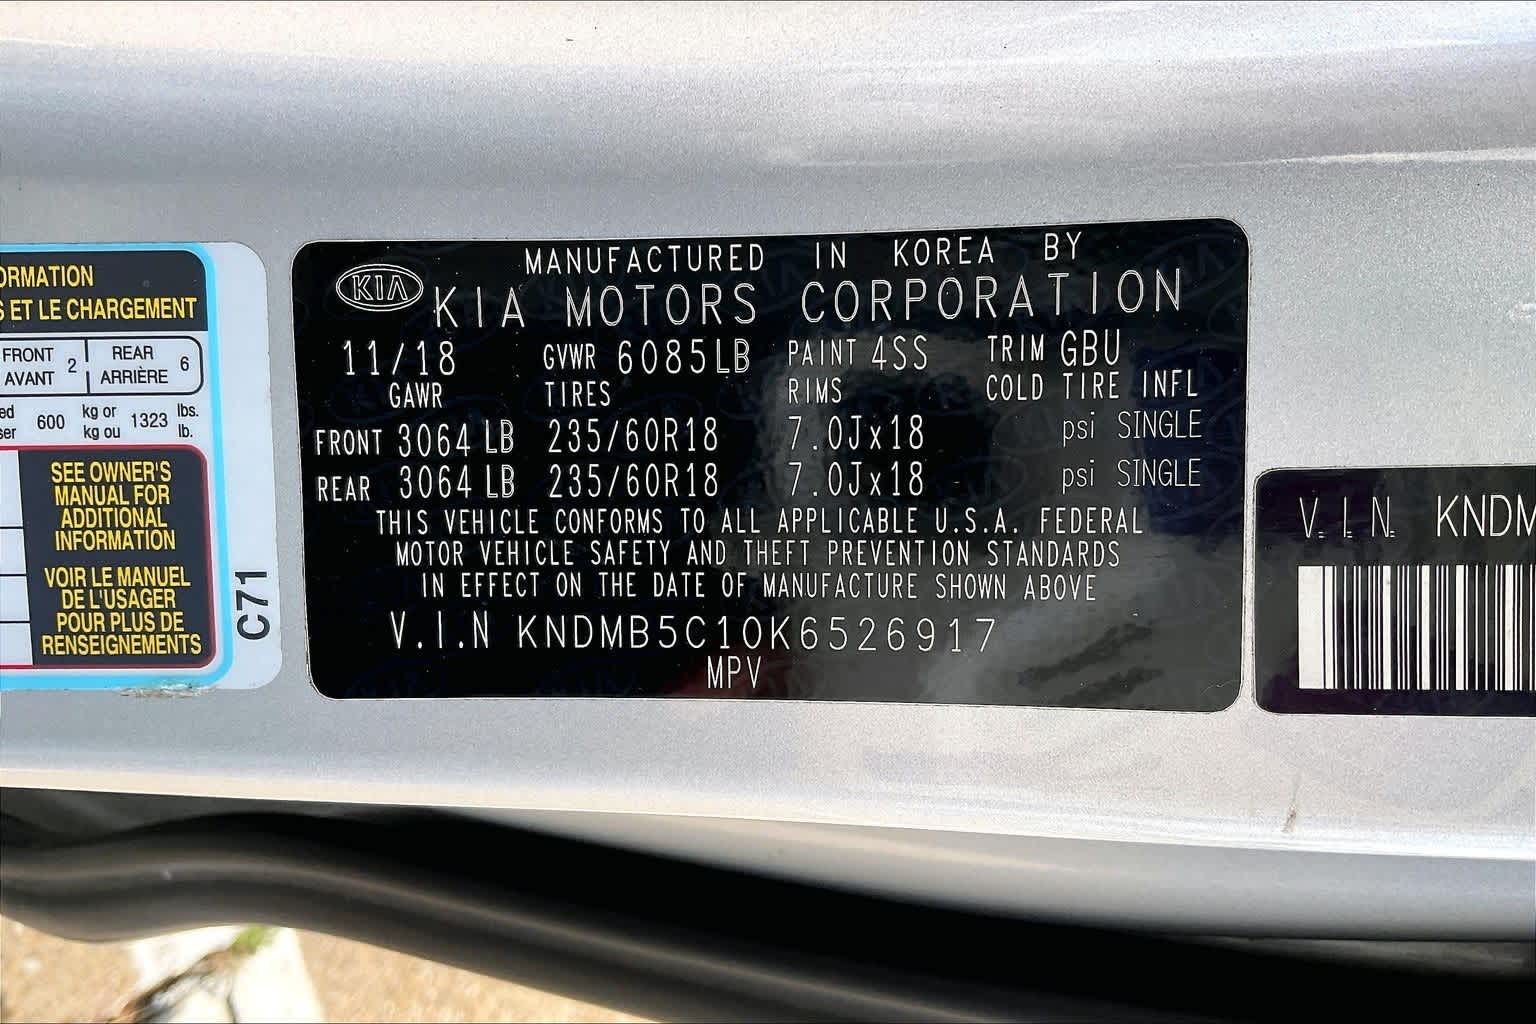 ORMATION
S ET LE CHARGEMENT
FRONT 2 REAR 6
AVANT ARRIÈRE
ed 600 kg or 1323 lbs.
ser kg ou lb.
SEE OWNER'S
MANUAL FOR
ADDITIONAL
INFORMATION
VOIR LE MANUEL
DE L'USAGER
POUR PLUS DE
RENSEIGNEMENTS
C71
MANUFACTURED IN KOREA BY
KIA KIA MOTORS CORPORATION
11/18 GVWR 6085LB PAINT 4SS TRIM GBU
GAWR TIRES RIMS COLD TIRE INFL
FRONT 3064 LB 235/60R18 7.0Jx18 psi SINGLE
REAR 3064 LB 235/60R18 7.0Jx18 psi SINGLE
THIS VEHICLE CONFORMS TO ALL APPLICABLE U.S.A. FEDERAL
MOTOR VEHICLE SAFETY AND THEFT PREVENTION STANDARDS
IN EFFECT ON THE DATE OF MANUFACTURE SHOWN ABOVE
V.I.N KNDMB5C10K6526917
MPV
V.I.N. KNDM